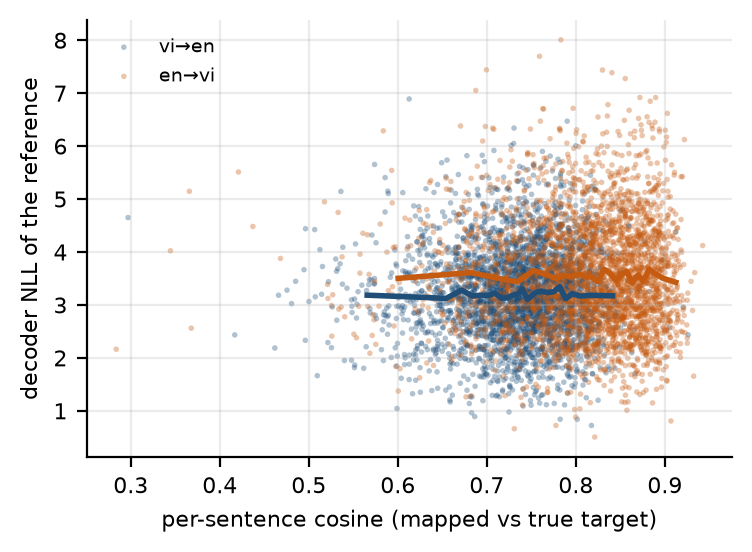 vi→en
en→vi
8
7
6
5
4
3
2
1
decoder NLL of the reference
0.3 0.4 0.5 0.6 0.7 0.8 0.9
per-sentence cosine (mapped vs true target)